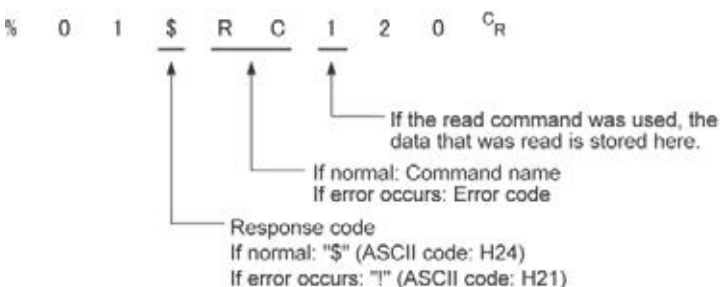 % 0 1 $ R C 1 2 0 CR
If the read command was used, the
data that was read is stored here.
If normal: Command name
If error occurs: Error code
Response code
If normal: "$" (ASCII code: H24)
If error occurs: "!" (ASCII code: H21)